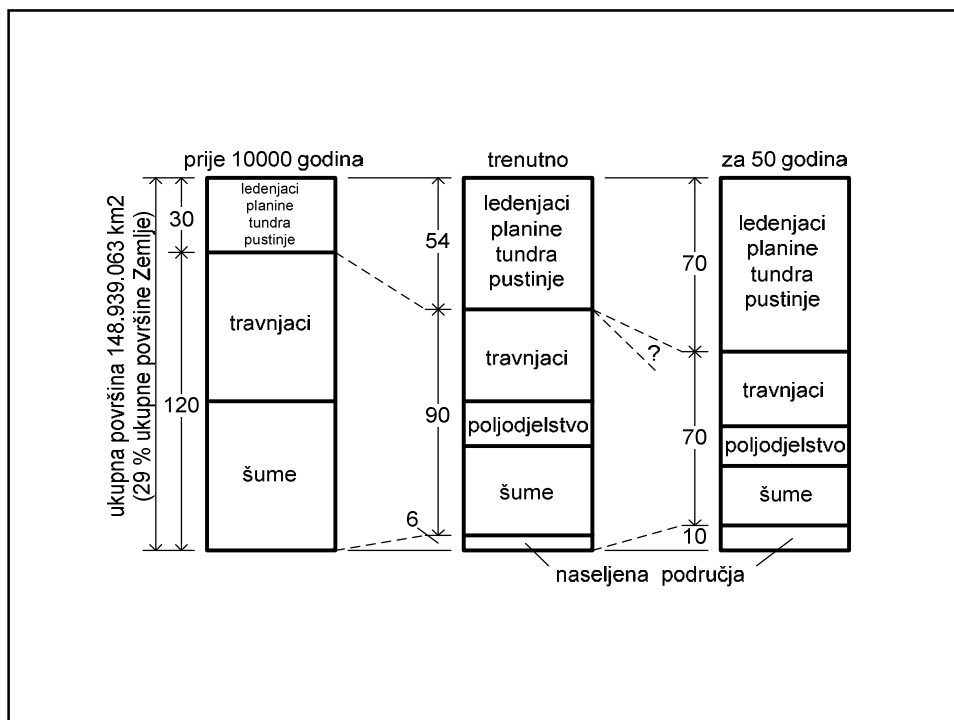 prije 10000 godina
trenutno
za 50 godina
ukupna površina 148.939.063 km2
(29 % ukupne površine Zemlje)
30
120
ledenjaci
planine
tundra
pustinje
travnjaci
šume
54
90
6
ledenjaci
planine
tundra
pustinje
travnjaci
poljodjelstvo
šume
?
70
70
10
ledenjaci
planine
tundra
pustinje
travnjaci
poljodjelstvo
šume
naseljena područja